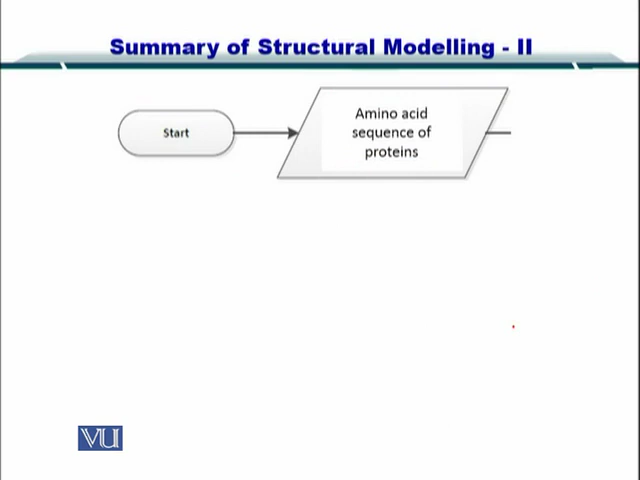 Summary of Structural Modelling - II
Start
Amino acid
sequence of
proteins
VU